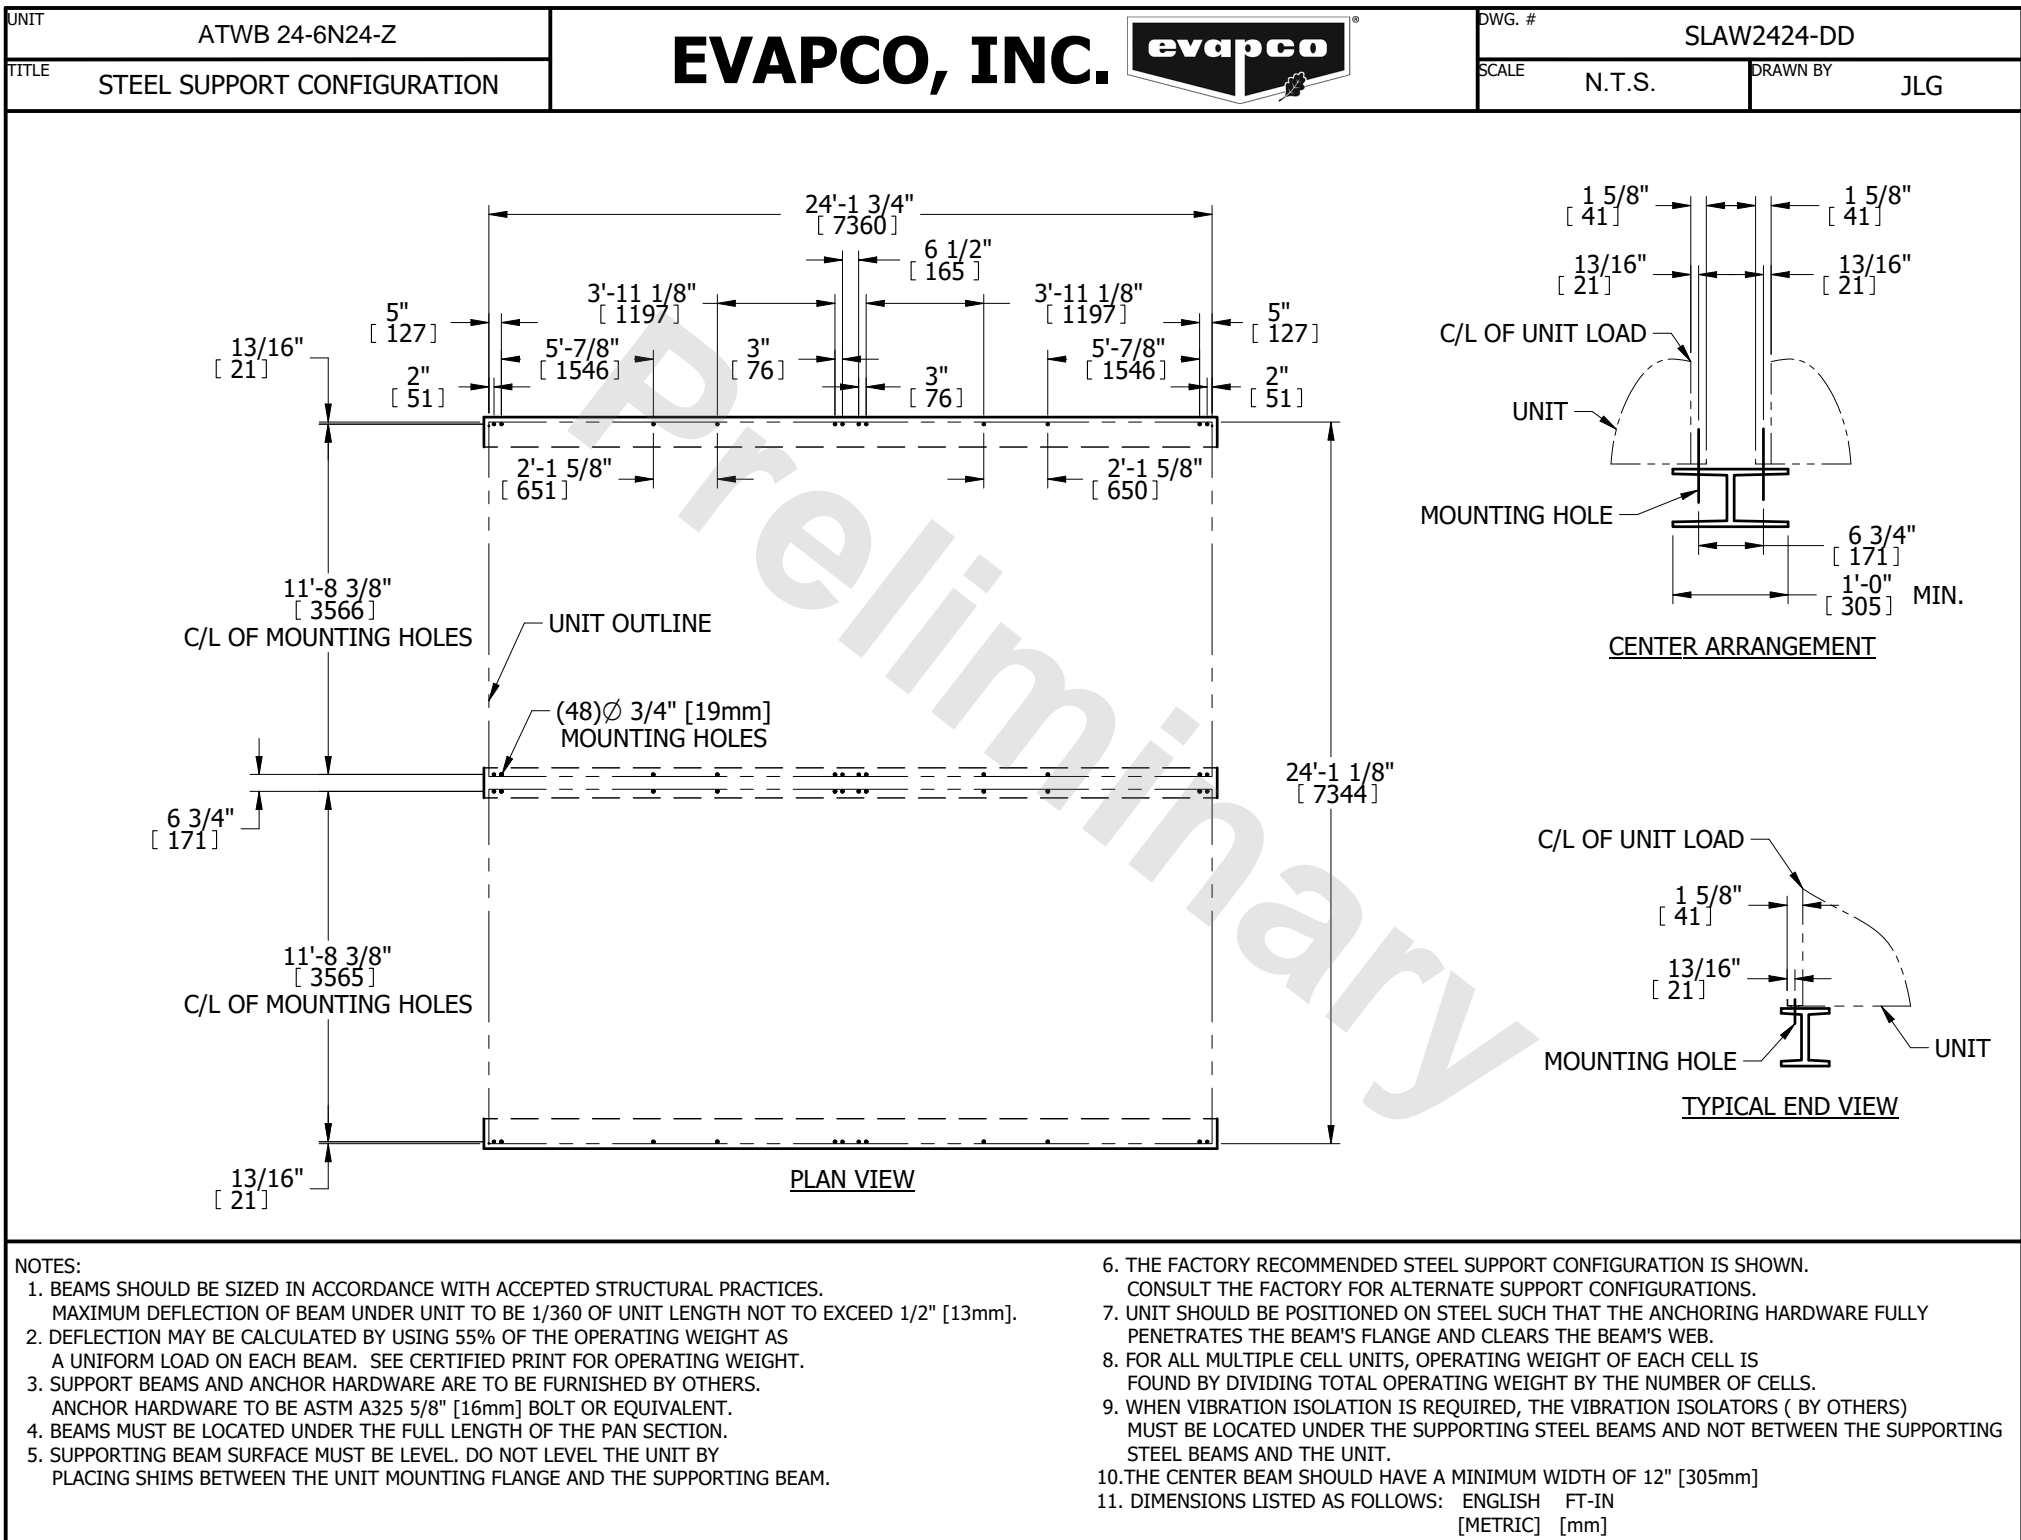 UNIT
ATWB 24-6N24-Z
TITLE
STEEL SUPPORT CONFIGURATION
EVAPCO, INC.
evapco
®
DWG. #
SLAW2424-DD
SCALE
N.T.S.
DRAWN BY
JLG
24'-1 3/4"
[ 7360 ]
6 1/2"
[ 165 ]
3'-11 1/8"
[ 1197 ]
3'-11 1/8"
[ 1197 ]
5"
[ 127 ]
5"
[ 127 ]
13/16"
[ 21 ]
5'-7/8"
[ 1546 ]
3"
[ 76 ]
5'-7/8"
[ 1546 ]
2"
[ 51 ]
3"
[ 76 ]
2"
[ 51 ]
2'-1 5/8"
[ 651 ]
2'-1 5/8"
[ 650 ]
11'-8 3/8"
[ 3566 ]
C/L OF MOUNTING HOLES
UNIT OUTLINE
(48)Ø 3/4" [19mm]
MOUNTING HOLES
6 3/4"
[ 171 ]
24'-1 1/8"
[ 7344 ]
11'-8 3/8"
[ 3565 ]
C/L OF MOUNTING HOLES
13/16"
[ 21 ]
PLAN VIEW
Preliminary
1 5/8"
[ 41 ]
1 5/8"
[ 41 ]
13/16"
[ 21 ]
13/16"
[ 21 ]
C/L OF UNIT LOAD
UNIT
MOUNTING HOLE
6 3/4"
[ 171 ]
1'-0"
[ 305 ] MIN.
CENTER ARRANGEMENT
C/L OF UNIT LOAD
1 5/8"
[ 41 ]
13/16"
[ 21 ]
MOUNTING HOLE
UNIT
TYPICAL END VIEW
NOTES:
1. BEAMS SHOULD BE SIZED IN ACCORDANCE WITH ACCEPTED STRUCTURAL PRACTICES.
MAXIMUM DEFLECTION OF BEAM UNDER UNIT TO BE 1/360 OF UNIT LENGTH NOT TO EXCEED 1/2" [13mm].
2. DEFLECTION MAY BE CALCULATED BY USING 55% OF THE OPERATING WEIGHT AS
A UNIFORM LOAD ON EACH BEAM. SEE CERTIFIED PRINT FOR OPERATING WEIGHT.
3. SUPPORT BEAMS AND ANCHOR HARDWARE ARE TO BE FURNISHED BY OTHERS.
ANCHOR HARDWARE TO BE ASTM A325 5/8" [16mm] BOLT OR EQUIVALENT.
4. BEAMS MUST BE LOCATED UNDER THE FULL LENGTH OF THE PAN SECTION.
5. SUPPORTING BEAM SURFACE MUST BE LEVEL. DO NOT LEVEL THE UNIT BY
PLACING SHIMS BETWEEN THE UNIT MOUNTING FLANGE AND THE SUPPORTING BEAM.
6. THE FACTORY RECOMMENDED STEEL SUPPORT CONFIGURATION IS SHOWN.
CONSULT THE FACTORY FOR ALTERNATE SUPPORT CONFIGURATIONS.
7. UNIT SHOULD BE POSITIONED ON STEEL SUCH THAT THE ANCHORING HARDWARE FULLY
PENETRATES THE BEAM'S FLANGE AND CLEARS THE BEAM'S WEB.
8. FOR ALL MULTIPLE CELL UNITS, OPERATING WEIGHT OF EACH CELL IS
FOUND BY DIVIDING TOTAL OPERATING WEIGHT BY THE NUMBER OF CELLS.
9. WHEN VIBRATION ISOLATION IS REQUIRED, THE VIBRATION ISOLATORS ( BY OTHERS)
MUST BE LOCATED UNDER THE SUPPORTING STEEL BEAMS AND NOT BETWEEN THE SUPPORTING
STEEL BEAMS AND THE UNIT.
10.THE CENTER BEAM SHOULD HAVE A MINIMUM WIDTH OF 12" [305mm]
11. DIMENSIONS LISTED AS FOLLOWS: ENGLISH FT-IN
[METRIC] [mm]